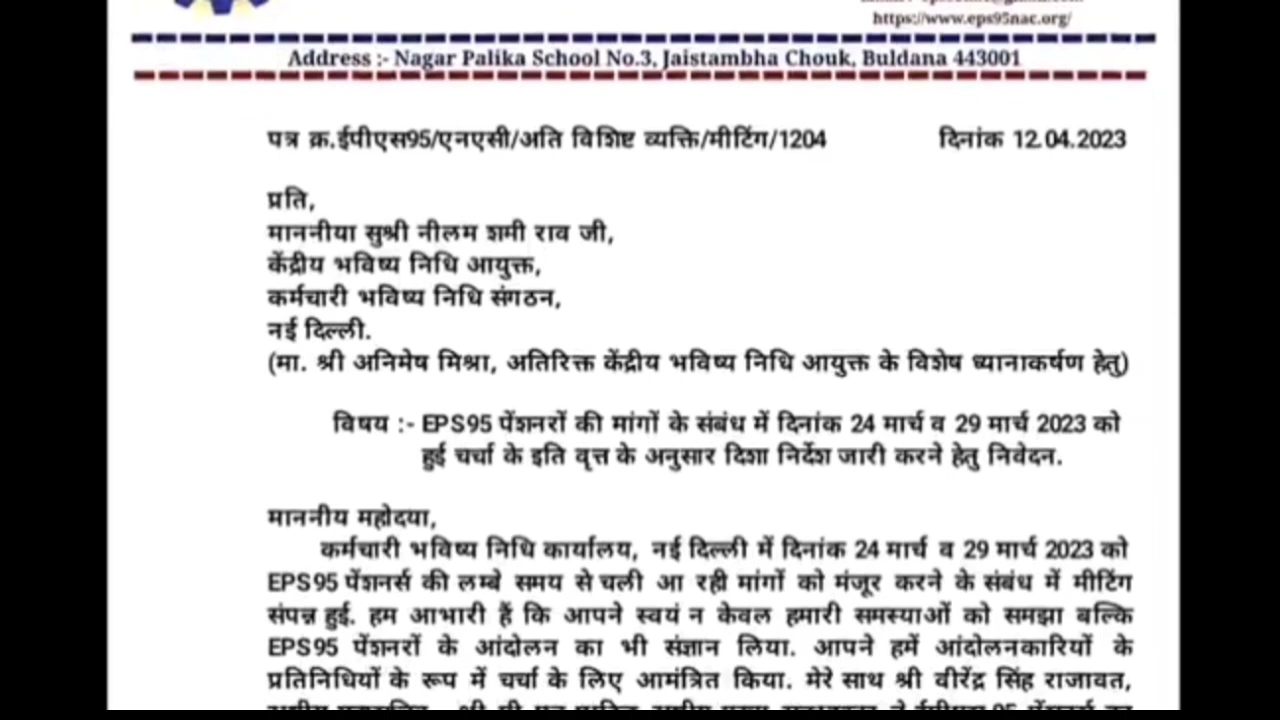 https://www.eps95nac.org/
Address :- Nagar Palika School No.3, Jaistambha Chouk, Buldana 443001
पत्र क्र.ईपीएस95/एनएसी/अति विशिष्ट व्यक्ति/मीटिंग/1204 दिनांक 12.04.2023
प्रति,
माननीया सुश्री नीलम शमी राव जी,
केंद्रीय भविष्य निधि आयुक्त,
कर्मचारी भविष्य निधि संगठन,
नई दिल्ली.
(मा. श्री अनिमेष मिश्रा, अतिरिक्त केंद्रीय भविष्य निधि आयुक्त के विशेष ध्यानाकर्षण हेतु)
विषय :- EPS95 पेंशनरों की मांगों के संबंध में दिनांक 24 मार्च व 29 मार्च 2023 को
हुई चर्चा के इति वृत्त के अनुसार दिशा निर्देश जारी करने हेतु निवेदन.
माननीय महोदया,
कर्मचारी भविष्य निधि कार्यालय, नई दिल्ली में दिनांक 24 मार्च व 29 मार्च 2023 को
EPS95 पेंशनर्स की लम्बे समय से चली आ रही मांगों को मंजूर करने के संबंध में मीटिंग
संपन्न हुई. हम आभारी हैं कि आपने स्वयं न केवल हमारी समस्याओं को समझा बल्कि
EPS95 पेंशनरों के आंदोलन का भी संज्ञान लिया. आपने हमें आंदोलनकारियों के
प्रतिनिधियों के रूप में चर्चा के लिए आमंत्रित किया. मेरे साथ श्री वीरेंद्र सिंह राजावत,